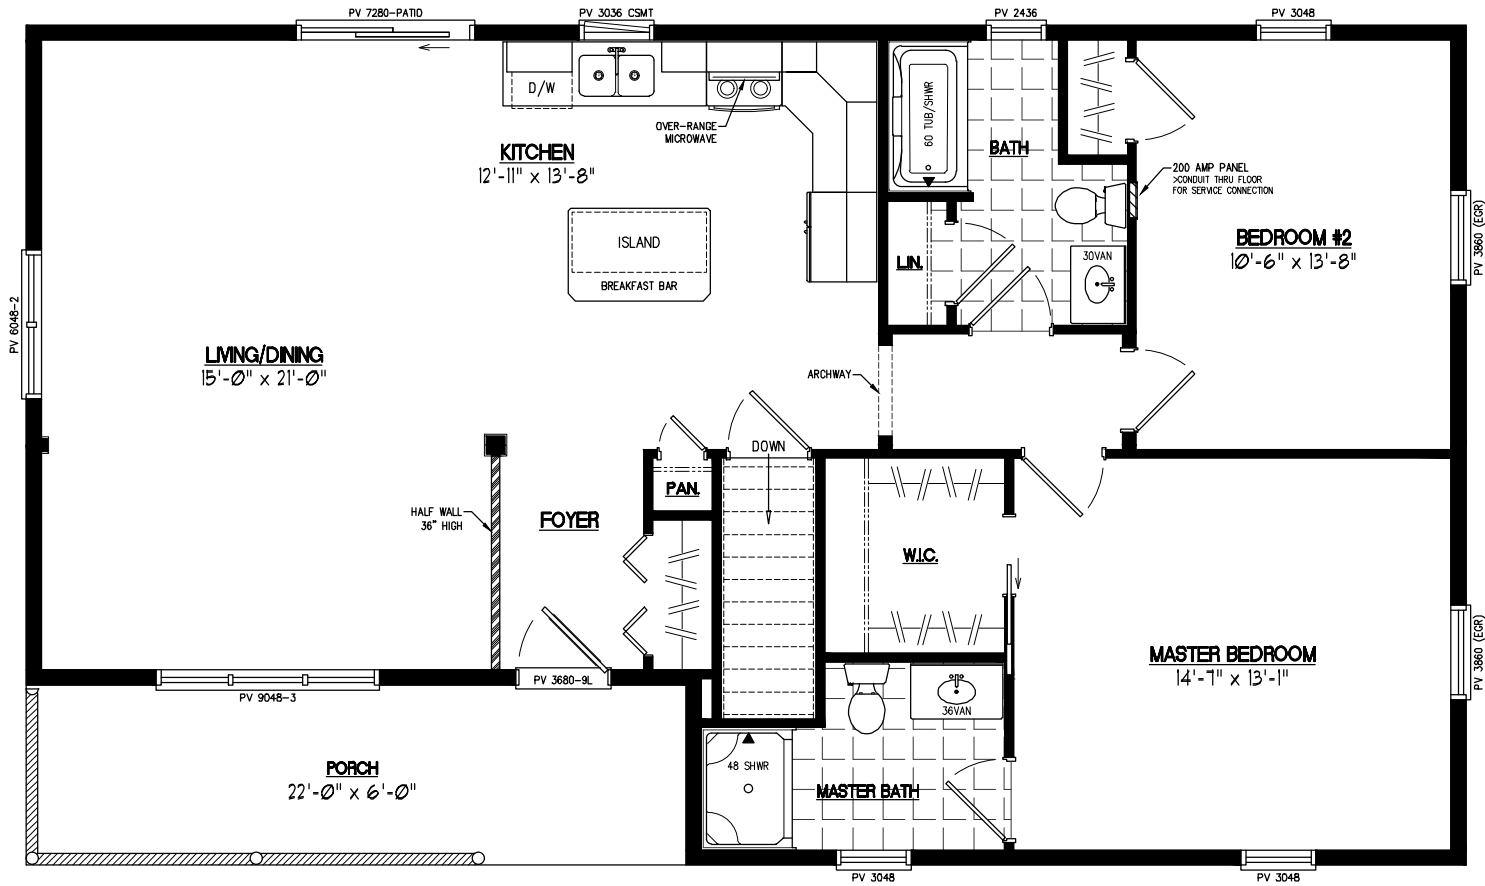 PV 7280-PATIO
PV 3036 CSMT
PV 2436
PV 3048
D/W
OVER-RANGE
MICROWAVE
KITCHEN
12'-11" x 13'-8"
60 TUB/SHWR
BATH
200 AMP PANEL
>CONDUIT THRU FLOOR
FOR SERVICE CONNECTION
ISLAND
BREAKFAST BAR
LIN.
30VAN
BEDROOM #2
10'-6" x 13'-8"
PV 3860 (EGR)
PV 6048-2
LIVING/DINING
15'-0" x 21'-0"
ARCHWAY
DOWN
PAN.
HALF WALL
36" HIGH
FOYER
W.I.C.
MASTER BEDROOM
14'-7" x 13'-1"
PV 3860 (EGR)
PV 9048-3
PV 3680-9L
36VAN
PORCH
22'-0" x 6'-0"
48 SHWR
MASTER BATH
PV 3048
PV 3048